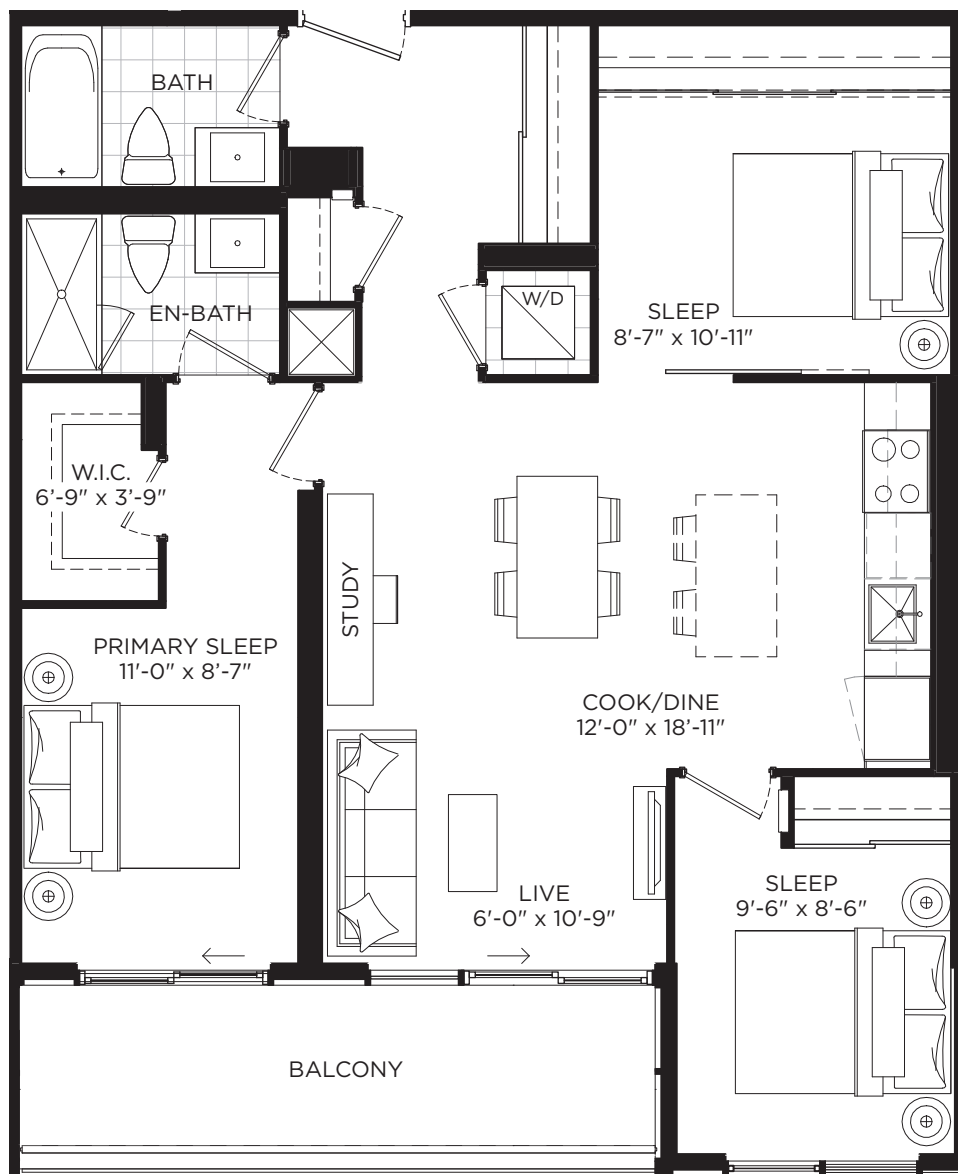 BATH
W/D
EN-BATH
SLEEP
8'-7" x 10'-11"
W.I.C.
6'-9" x 3'-9"
STUDY
PRIMARY SLEEP
11'-0" x 8'-7"
COOK/DINE
12'-0" x 18'-11"
LIVE
6'-0" x 10'-9"
SLEEP
9'-6" x 8'-6"
BALCONY